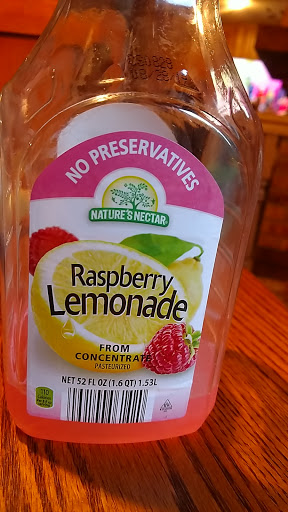 NO PRESERVATIVES
NATURE'S NECTAR
Raspberry
Lemonade
FROM
CONCENTRATE
PASTEURIZED
NET 52 FL OZ (1.6 QT) 1.53L